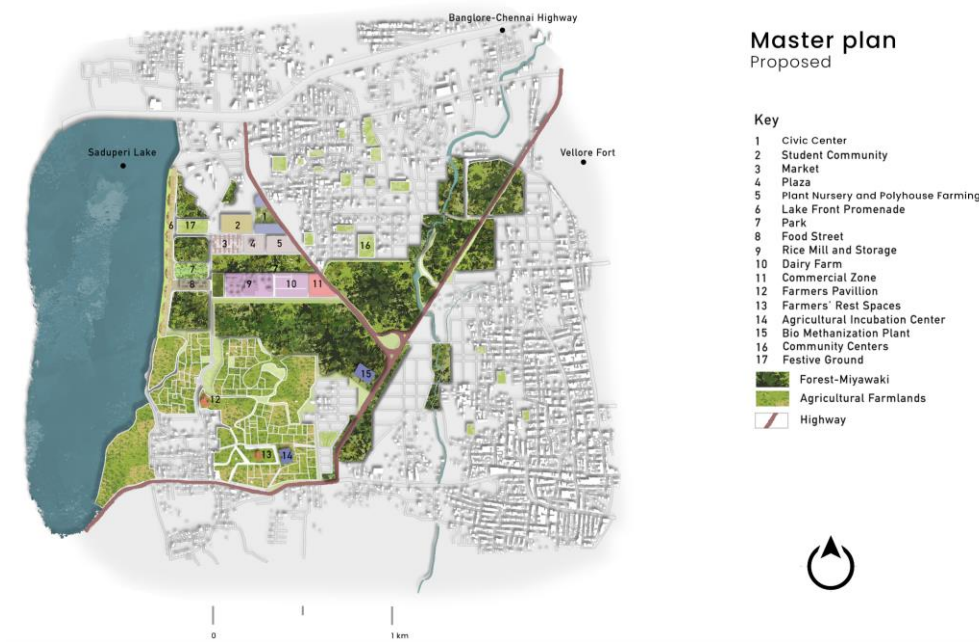 Banglore-Chennai Highway
Saduperi Lake
Vellore Fort
6
17
2
1
3
4
5
16
7
7
8
9
10
11
15
12
13
14
0
1 km
Master plan
Proposed
Key
1 Civic Center
2 Student Community
3 Market
4 Plaza
5 Plant Nursery and Polyhouse Farming
6 Lake Front Promenade
7 Park
8 Food Street
9 Rice Mill and Storage
10 Dairy Farm
11 Commercial Zone
12 Farmers Pavillion
13 Farmers' Rest Spaces
14 Agricultural Incubation Center
15 Bio Methanization Plant
16 Community Centers
17 Festive Ground
Forest-Miyawaki
Agricultural Farmlands
Highway